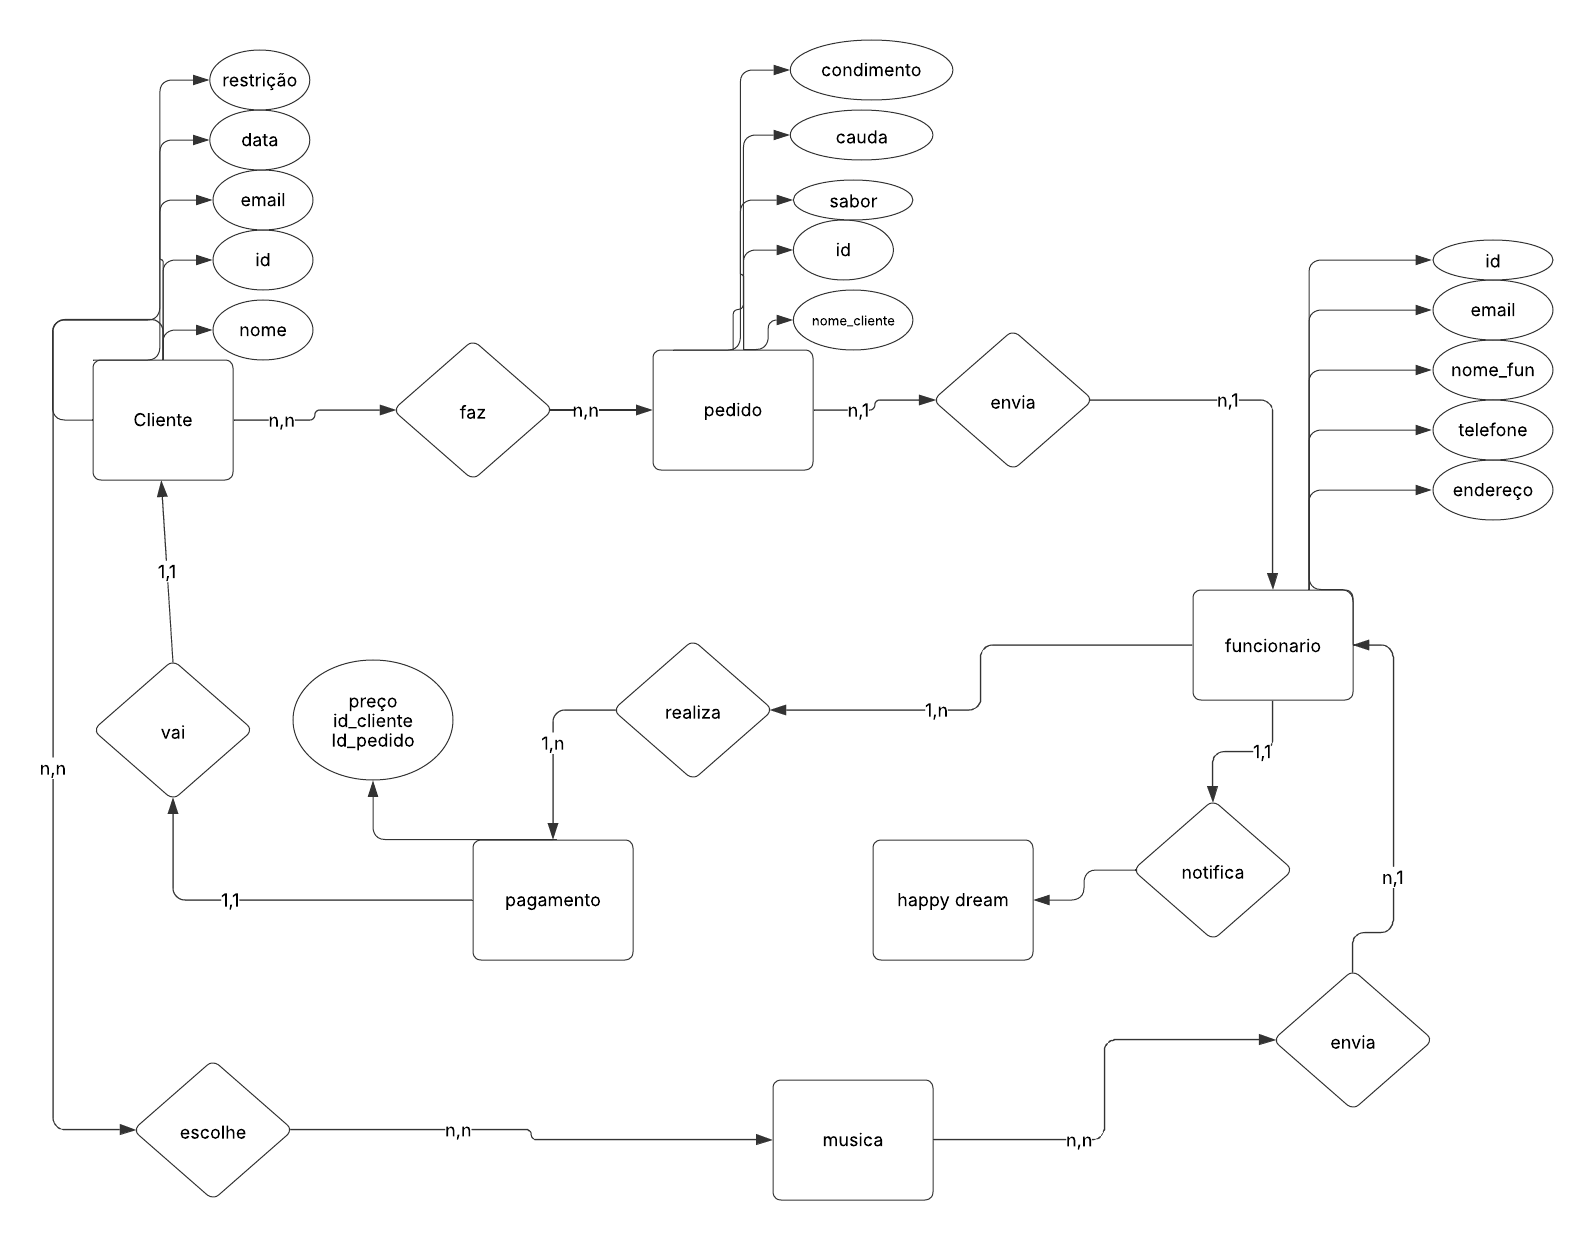 restrição
data
email
id
nome
Cliente
n,n
faz
n,n
condimento
cauda
sabor
id
nome_cliente
pedido
n,1
envia
n,1
id
email
nome_fun
telefone
endereço
funcionario
1,1
vai
preço
id_cliente
Id_pedido
1,n
realiza
1,n
1,1
notifica
n,n
1,1
pagamento
happy dream
n,1
envia
escolhe
n,n
musica
n,n